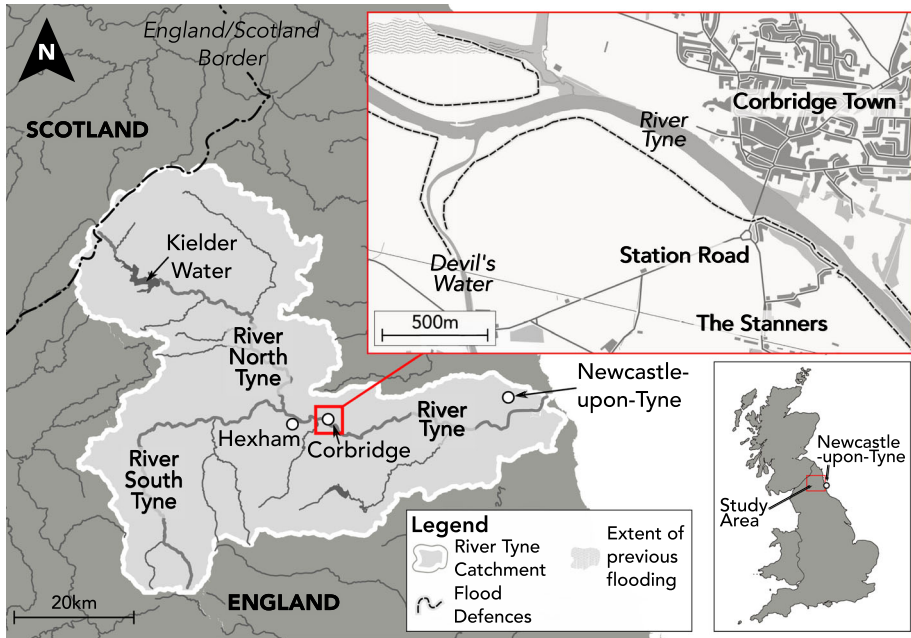 N
England/Scotland
Border
SCOTLAND
Kielder
Water
River
North
Tyne
Hexham
Corbridge
River
Tyne
River
South
Tyne
Newcastle-
upon-Tyne
20km
ENGLAND
Corbridge Town
River
Tyne
Station Road
Devil's
Water
The Stanners
500m
Legend
River Tyne
Catchment
Flood
Defences
Extent of
previous
flooding
Newcastle
-upon-Tyne
Study
Area